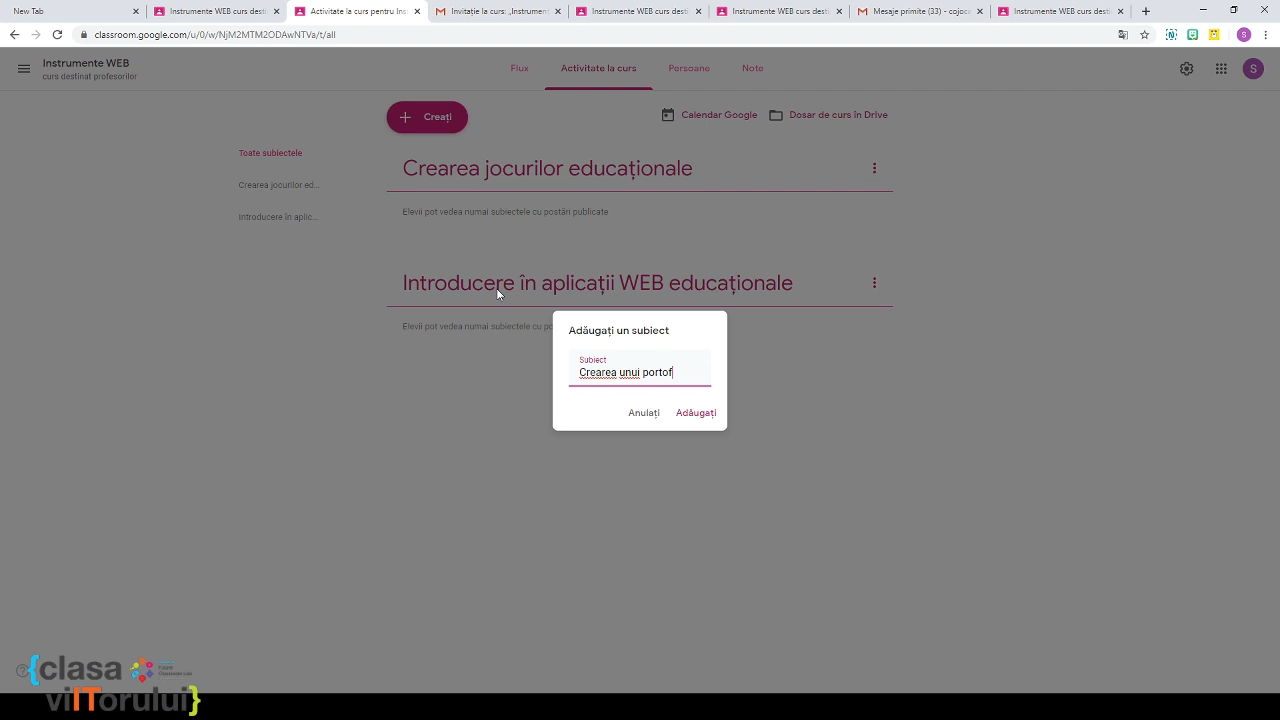 New Tab
Instrumente WEB curs desti
Activitate la curs pentru Ins
Invitație la curs: „Instrument
Instrumente WEB curs desti
Instrumente WEB curs desti
Mesaje primite (33) - cojoco
Instrumente WEB curs desti
classroom.google.com/u/0/w/NjM2MTM2ODAwNTVa/t/all
S
Instrumente WEB
curs destinat profesorilor
Flux
Activitate la curs
Persoane
Note
S
Creați
Calendar Google
Dosar de curs în Drive
Toate subiectele
Crearea jocurilor ed...
Introducere în aplic...
Crearea jocurilor educaționale
Elevii pot vedea numai subiectele cu postări publicate
Introducere în aplicații WEB educaționale
Elevii pot vedea numai subiectele cu po
Adăugați un subiect
Subiect
Crearea unui portof
Anulați
Adăugați
{clasa
viITorului}
Future
Classroom Lab